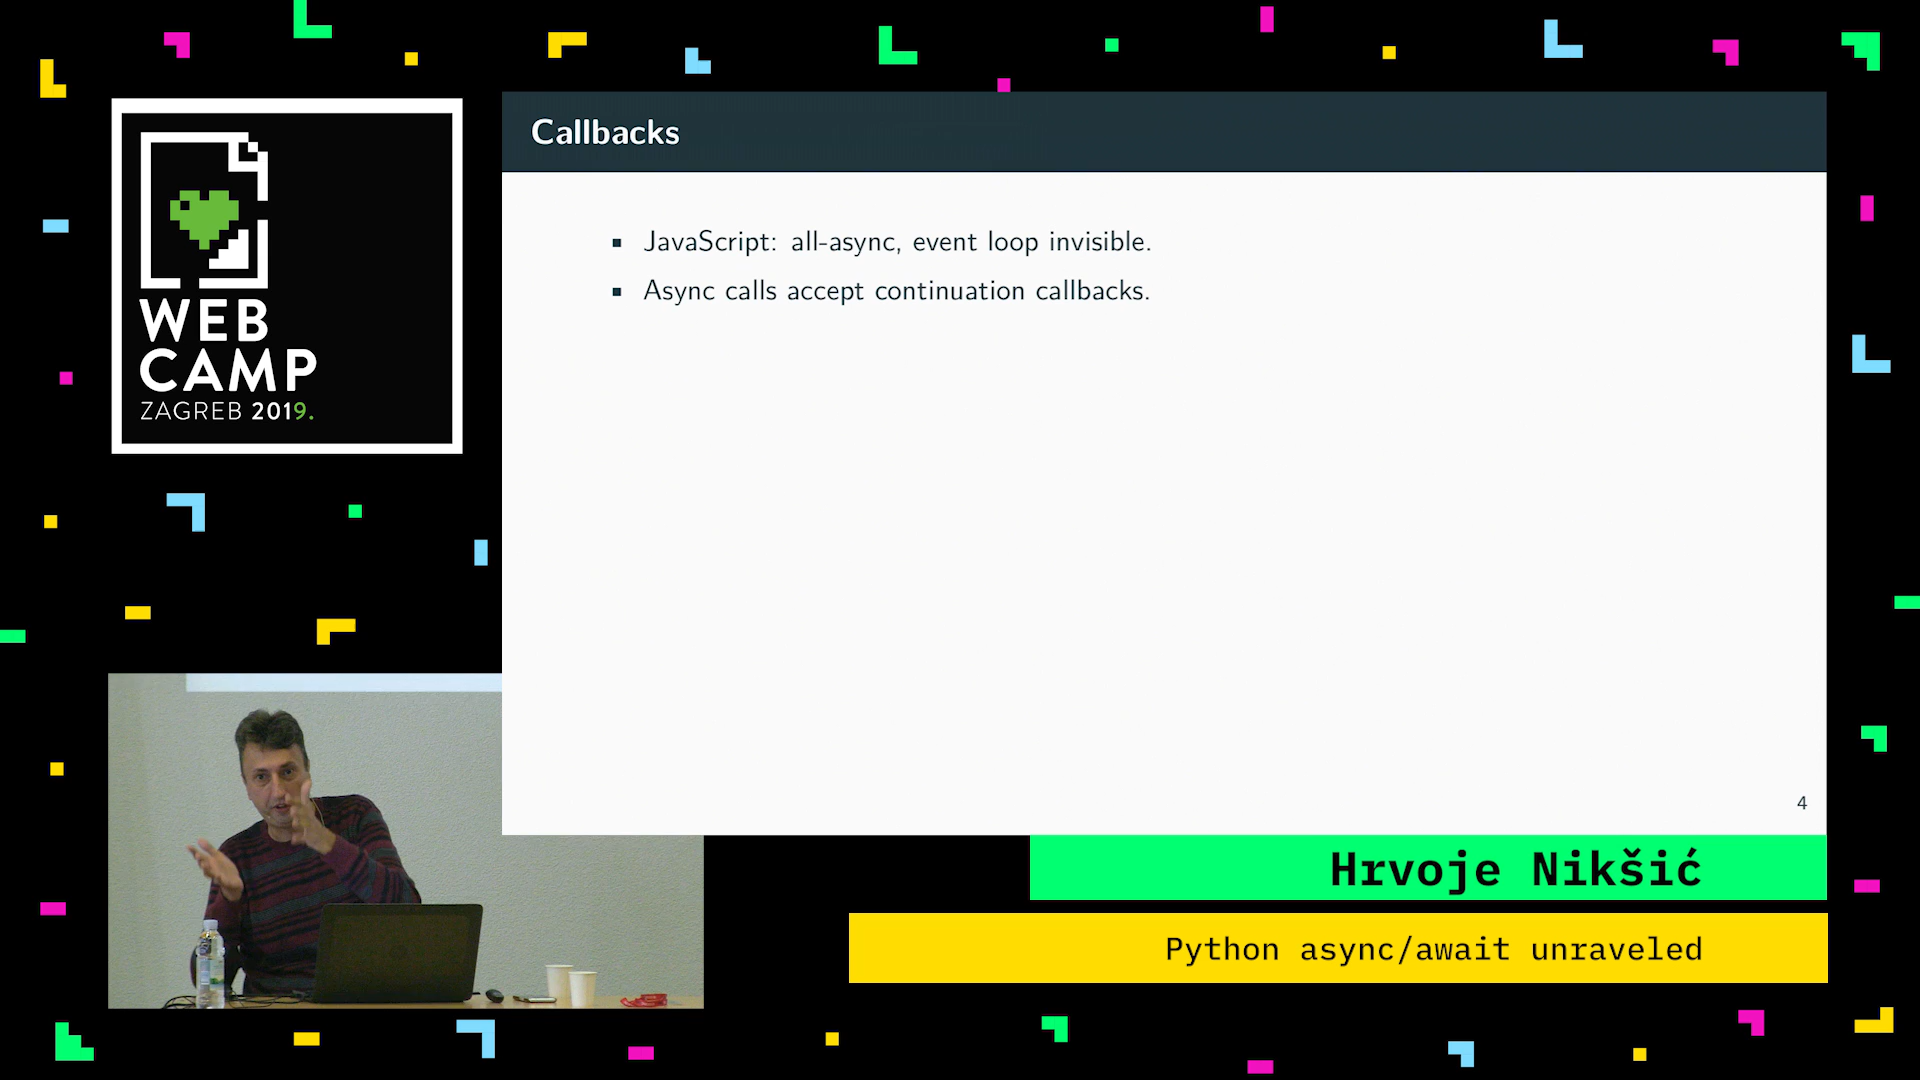 WEB
CAMP
ZAGREB 2019.
Callbacks
JavaScript: all-async, event loop invisible.
Async calls accept continuation callbacks.
4
Hrvoje Nikšić
Python async/await unraveled